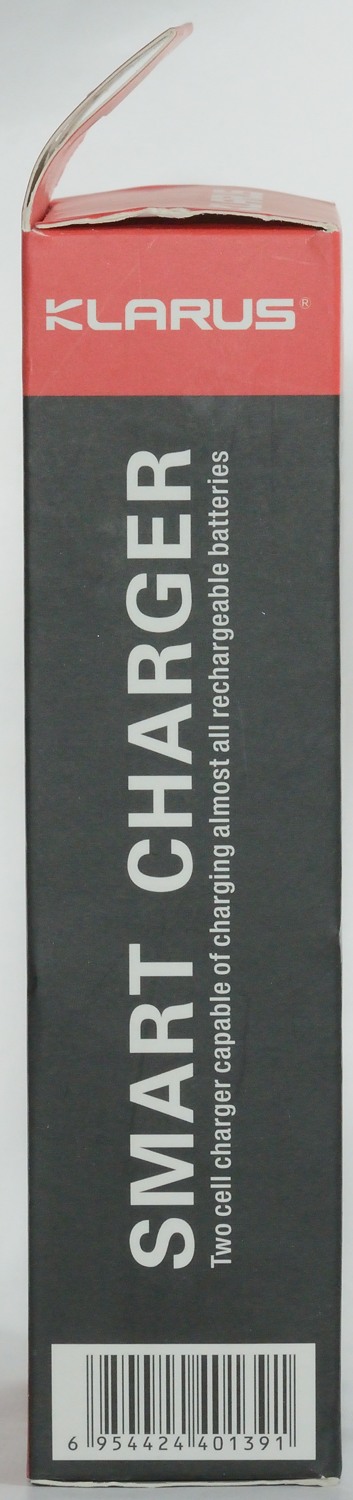 KLARUS®
SMART CHARGER
Two cell charger capable of charging almost all rechargeable batteries
6 954424 401391